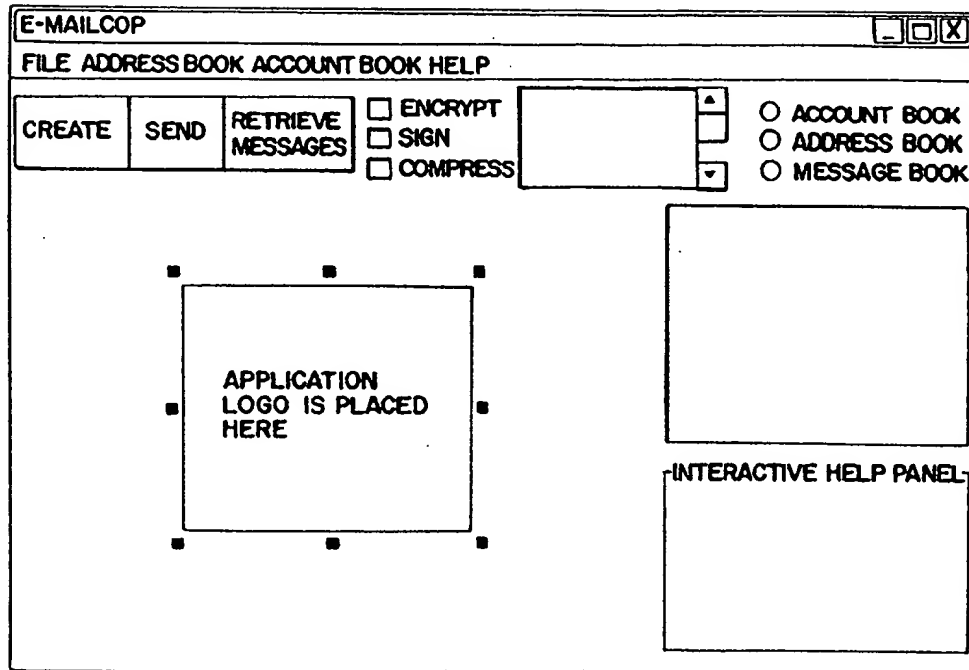 E-MAILCOP
FILE ADDRESS BOOK ACCOUNT BOOK HELP
CREATE
SEND
RETRIEVE
MESSAGES
ENCRYPT
SIGN
COMPRESS
ACCOUNT BOOK
ADDRESS BOOK
MESSAGE BOOK
APPLICATION
LOGO IS PLACED
HERE
INTERACTIVE HELP PANEL